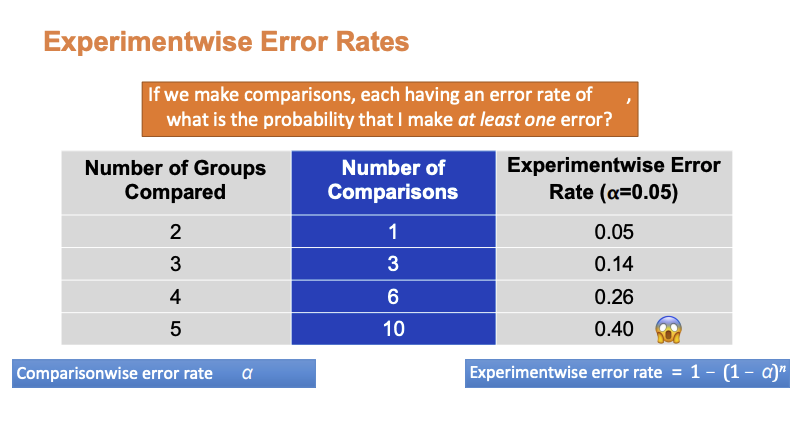 Experimentwise Error Rates
If we make comparisons, each having an error rate of ,
what is the probability that I make at least one error?
Number of Groups Compared
Number of Comparisons
Experimentwise Error Rate (α=0.05)
2 1 0.05
3 3 0.14
4 6 0.26
5 10 0.40 😱
Comparisonwise error rate α
Experimentwise error rate = 1 – (1 – α)ⁿ